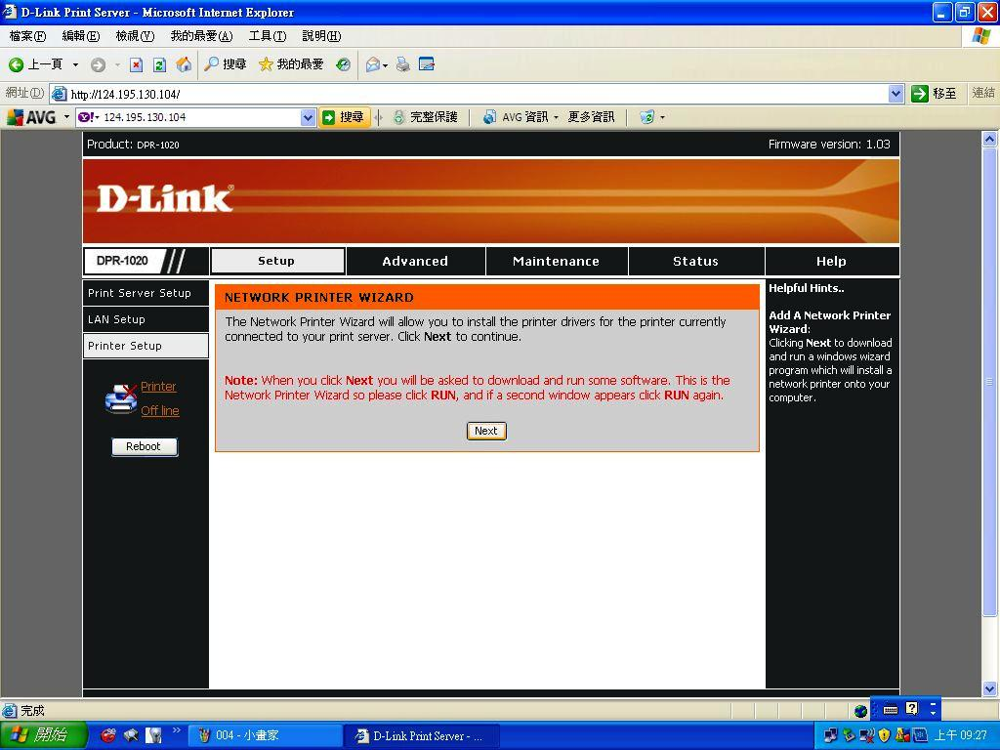 D-Link Print Server - Microsoft Internet Explorer
檔案(F) 編輯(E) 檢視(V) 我的最愛(A) 工具(T) 說明(H)
上一頁 搜尋 我的最愛
網址(D) http://124.195.130.104/ 移至 連結
AVG Y! 124.195.130.104 搜尋 完整保護 AVG 資訊 更多資訊
Product: DPR-1020 Firmware version: 1.03
D-Link®
DPR-1020 Setup Advanced Maintenance Status Help
Print Server Setup
LAN Setup
Printer Setup
Printer
Off line
Reboot
NETWORK PRINTER WIZARD
The Network Printer Wizard will allow you to install the printer drivers for the printer currently
connected to your print server. Click Next to continue.
Note: When you click Next you will be asked to download and run some software. This is the
Network Printer Wizard so please click RUN, and if a second window appears click RUN again.
Next
Helpful Hints..
Add A Network Printer
Wizard:
Clicking Next to download
and run a windows wizard
program which will install a
network printer onto your
computer.
完成
開始 004 - 小畫家 D-Link Print Server - ... 上午 09:27